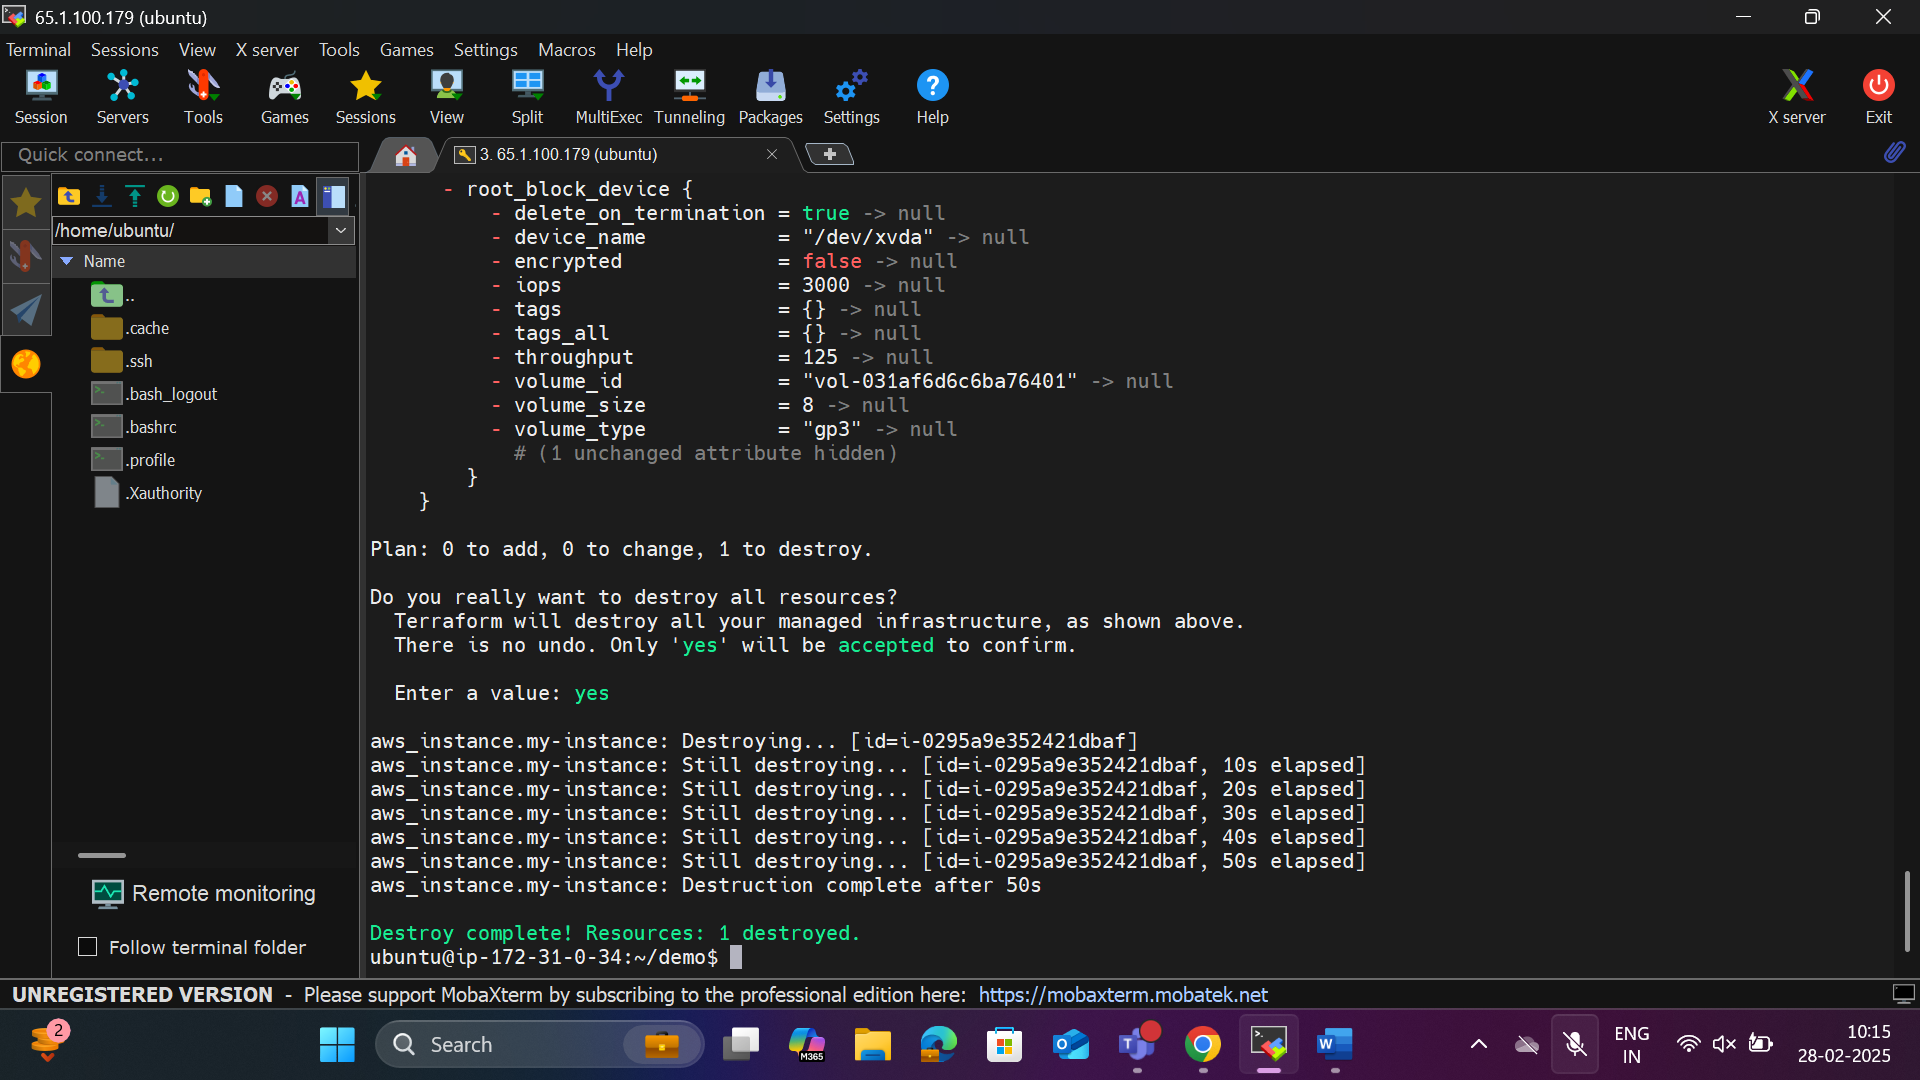 65.1.100.179 (ubuntu)
Terminal Sessions View X server Tools Games Settings Macros Help
Session Servers Tools Games Sessions View Split MultiExec Tunneling Packages Settings Help X server Exit
Quick connect...
3. 65.1.100.179 (ubuntu)
/home/ubuntu/
Name
..
.cache
.ssh
.bash_logout
.bashrc
.profile
.Xauthority
Remote monitoring
Follow terminal folder
- root_block_device {
- delete_on_termination = true -> null
- device_name = "/dev/xvda" -> null
- encrypted = false -> null
- iops = 3000 -> null
- tags = {} -> null
- tags_all = {} -> null
- throughput = 125 -> null
- volume_id = "vol-031af6d6c6ba76401" -> null
- volume_size = 8 -> null
- volume_type = "gp3" -> null
# (1 unchanged attribute hidden)
}
}
Plan: 0 to add, 0 to change, 1 to destroy.
Do you really want to destroy all resources?
Terraform will destroy all your managed infrastructure, as shown above.
There is no undo. Only 'yes' will be accepted to confirm.
Enter a value: yes
aws_instance.my-instance: Destroying... [id=i-0295a9e352421dbaf]
aws_instance.my-instance: Still destroying... [id=i-0295a9e352421dbaf, 10s elapsed]
aws_instance.my-instance: Still destroying... [id=i-0295a9e352421dbaf, 20s elapsed]
aws_instance.my-instance: Still destroying... [id=i-0295a9e352421dbaf, 30s elapsed]
aws_instance.my-instance: Still destroying... [id=i-0295a9e352421dbaf, 40s elapsed]
aws_instance.my-instance: Still destroying... [id=i-0295a9e352421dbaf, 50s elapsed]
aws_instance.my-instance: Destruction complete after 50s
Destroy complete! Resources: 1 destroyed.
ubuntu@ip-172-31-0-34:~/demo$
UNREGISTERED VERSION - Please support MobaXterm by subscribing to the professional edition here: https://mobaxterm.mobatek.net
2
Search
M365
ENG
IN
10:15
28-02-2025